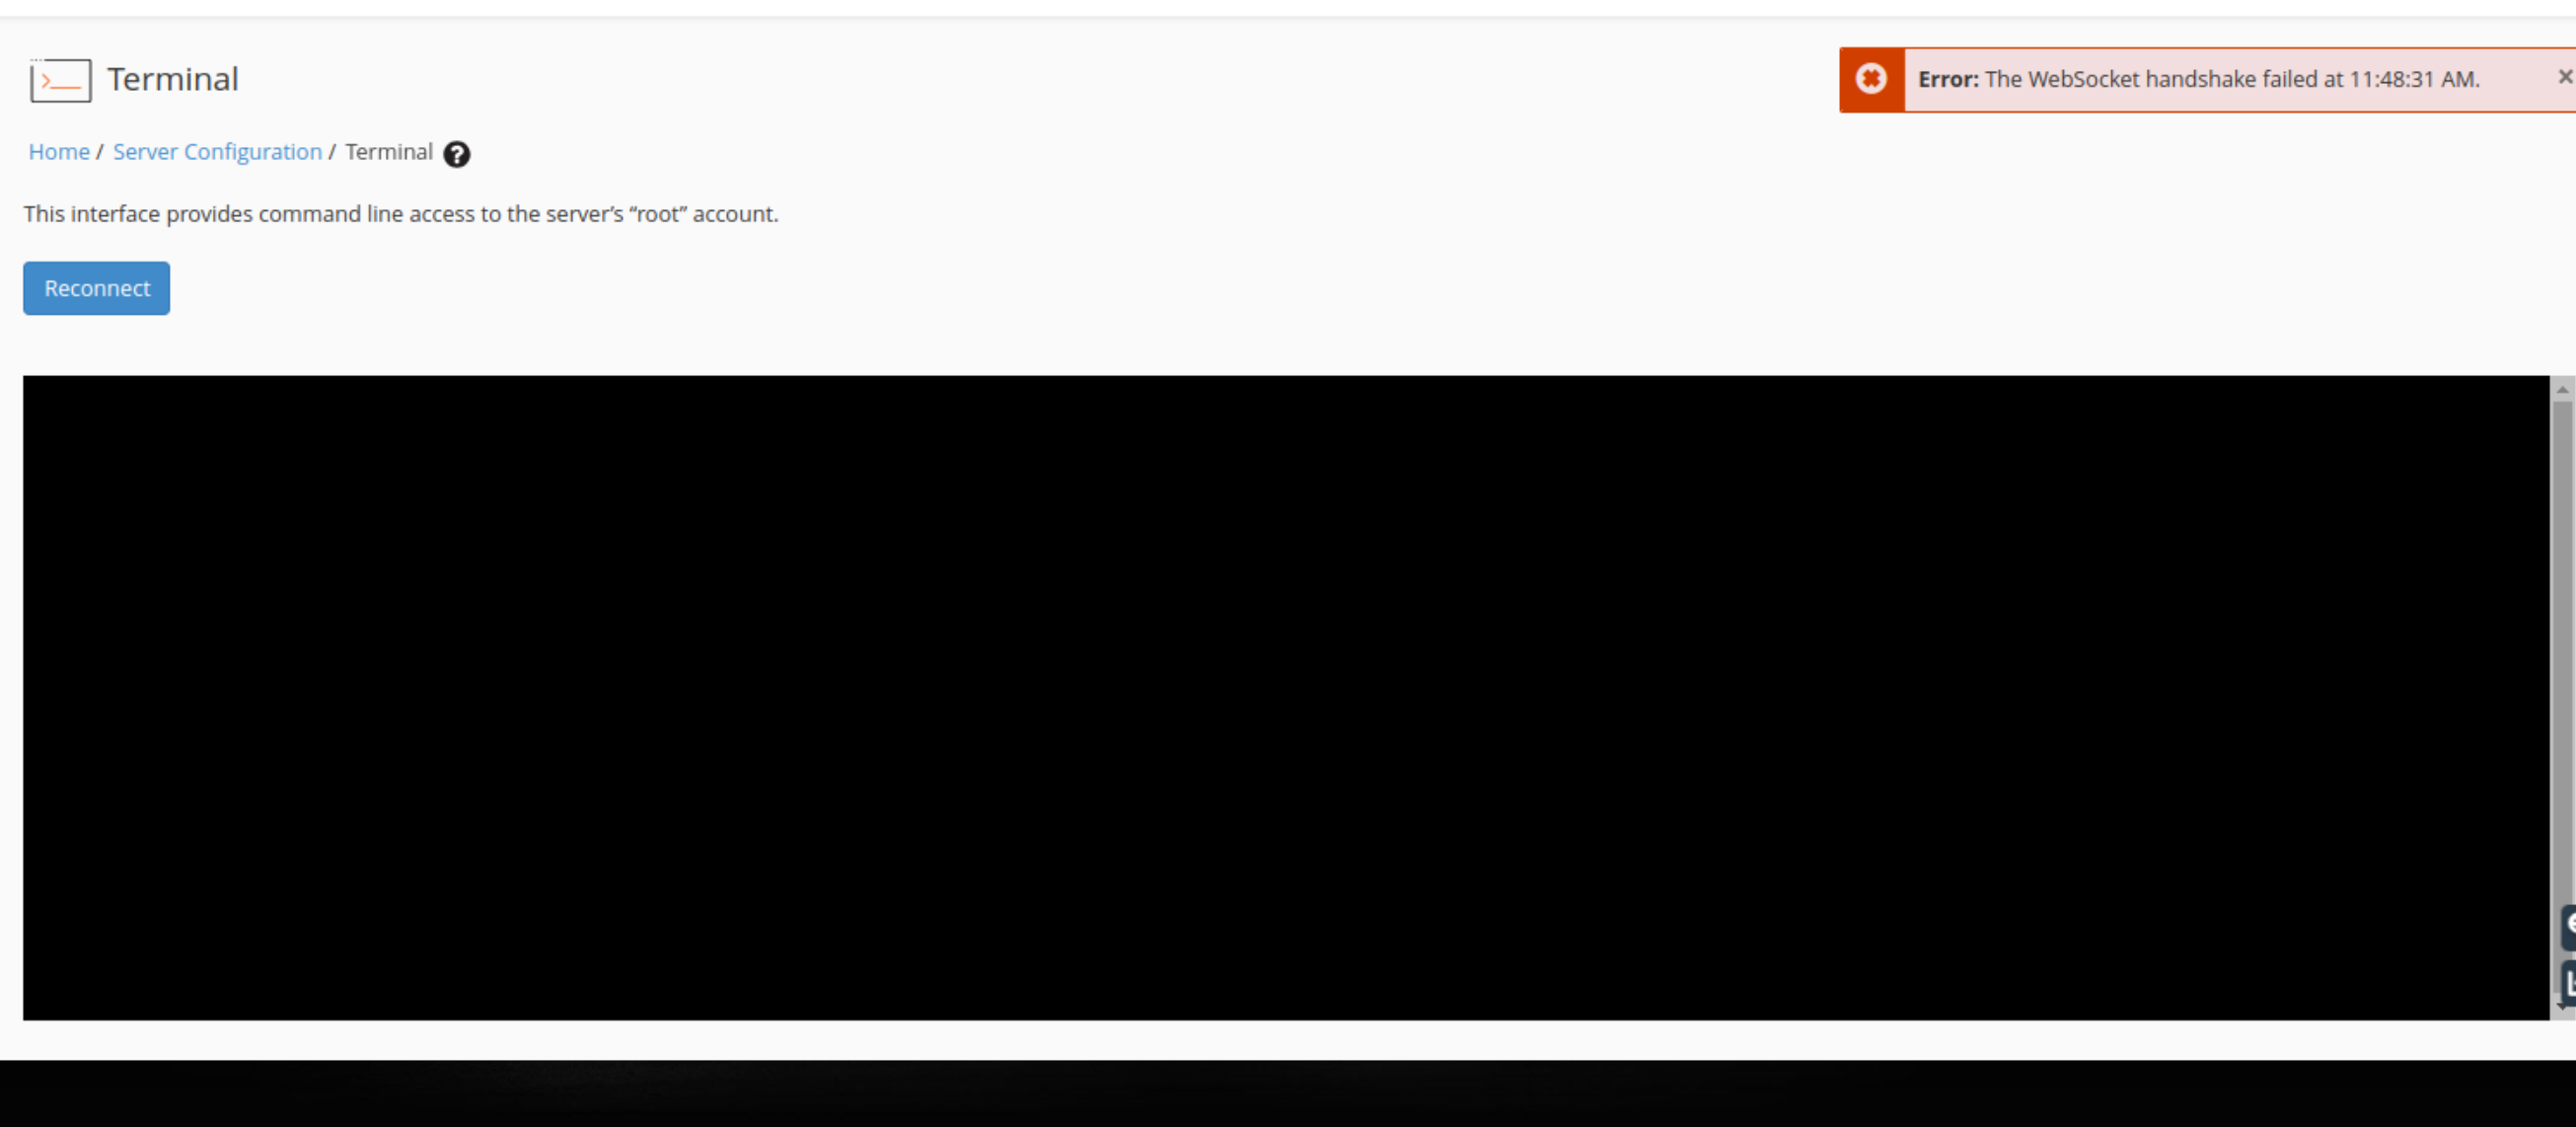 Terminal
Error: The WebSocket handshake failed at 11:48:31 AM. ×
Home / Server Configuration / Terminal ?
This interface provides command line access to the server’s “root” account.
Reconnect